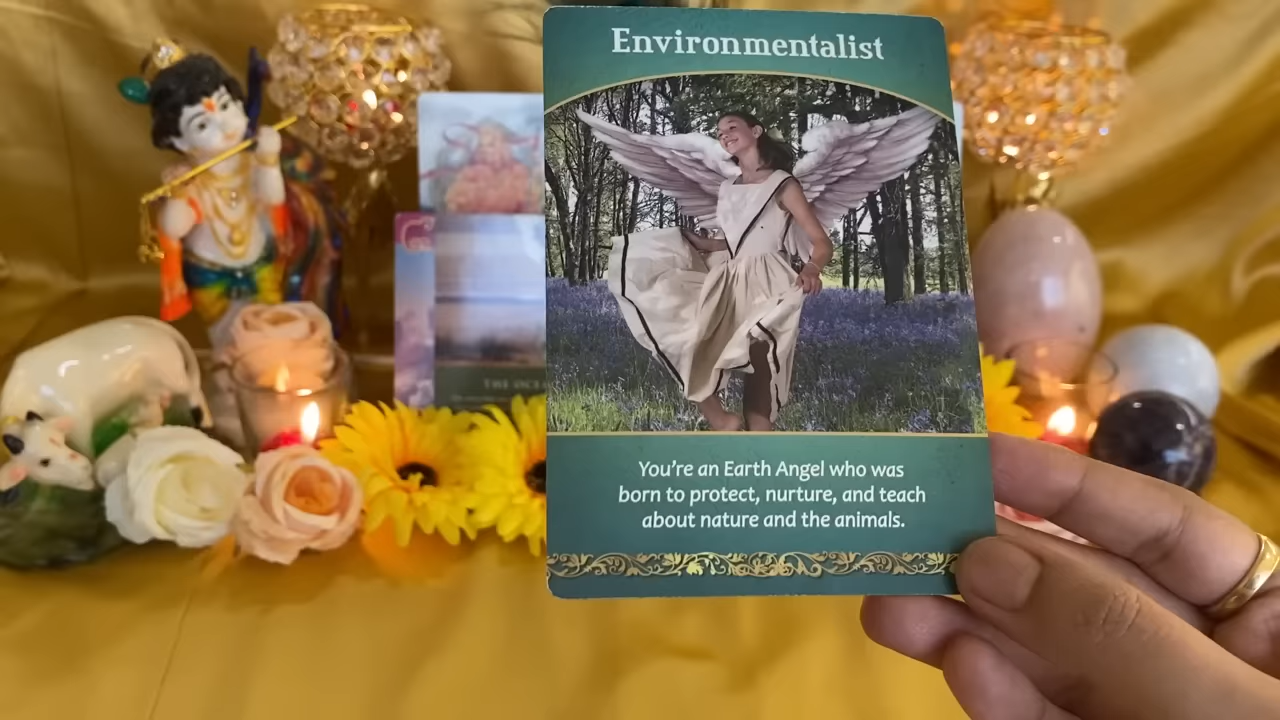 Environmentalist
You're an Earth Angel who was
born to protect, nurture, and teach
about nature and the animals.
THE